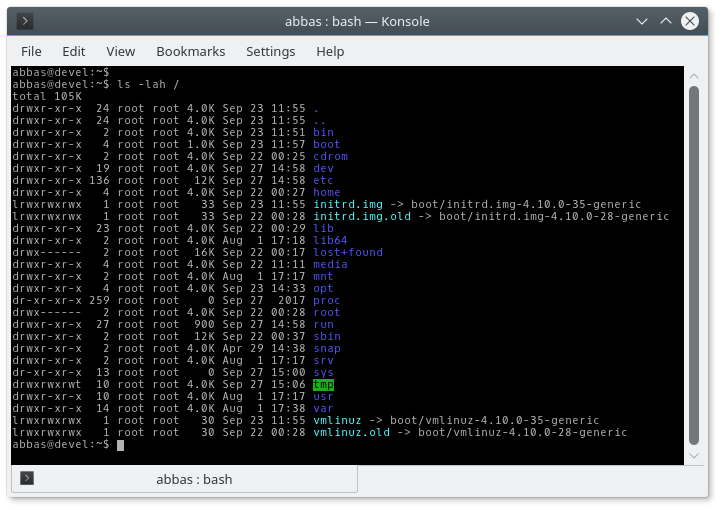 abbas : bash — Konsole
File Edit View Bookmarks Settings Help
abbas@devel:~$
abbas@devel:~$ ls -lah /
total 105K
drwxr-xr-x  24 root root 4.0K Sep 23 11:55 .
drwxr-xr-x  24 root root 4.0K Sep 23 11:55 ..
drwxr-xr-x   2 root root 4.0K Sep 23 11:51 bin
drwxr-xr-x   4 root root 1.0K Sep 23 11:57 boot
drwxr-xr-x   2 root root 4.0K Sep 22 00:25 cdrom
drwxr-xr-x  19 root root 4.0K Sep 27 14:58 dev
drwxr-xr-x 136 root root  12K Sep 27 14:58 etc
drwxr-xr-x   4 root root 4.0K Sep 22 00:27 home
lrwxrwxrwx   1 root root   33 Sep 23 11:55 initrd.img -> boot/initrd.img-4.10.0-35-generic
lrwxrwxrwx   1 root root   33 Sep 22 00:28 initrd.img.old -> boot/initrd.img-4.10.0-28-generic
drwxr-xr-x  23 root root 4.0K Sep 22 00:29 lib
drwxr-xr-x   2 root root 4.0K Aug  1 17:18 lib64
drwx------   2 root root  16K Sep 22 00:17 lost+found
drwxr-xr-x   4 root root 4.0K Sep 22 11:11 media
drwxr-xr-x   2 root root 4.0K Aug  1 17:17 mnt
drwxr-xr-x   4 root root 4.0K Sep 23 14:33 opt
dr-xr-xr-x 259 root root    0 Sep 27  2017 proc
drwx------   2 root root 4.0K Sep 22 00:28 root
drwxr-xr-x  27 root root  900 Sep 27 14:58 run
drwxr-xr-x   2 root root  12K Sep 22 00:37 sbin
drwxr-xr-x   2 root root 4.0K Apr 29 14:38 snap
drwxr-xr-x   2 root root 4.0K Aug  1 17:17 srv
dr-xr-xr-x  13 root root    0 Sep 27 15:00 sys
drwxrwxrwt  10 root root 4.0K Sep 27 15:06 tmp
drwxr-xr-x  10 root root 4.0K Aug  1 17:17 usr
drwxr-xr-x  14 root root 4.0K Aug  1 17:38 var
lrwxrwxrwx   1 root root   30 Sep 23 11:55 vmlinuz -> boot/vmlinuz-4.10.0-35-generic
lrwxrwxrwx   1 root root   30 Sep 22 00:28 vmlinuz.old -> boot/vmlinuz-4.10.0-28-generic
abbas@devel:~$
abbas : bash